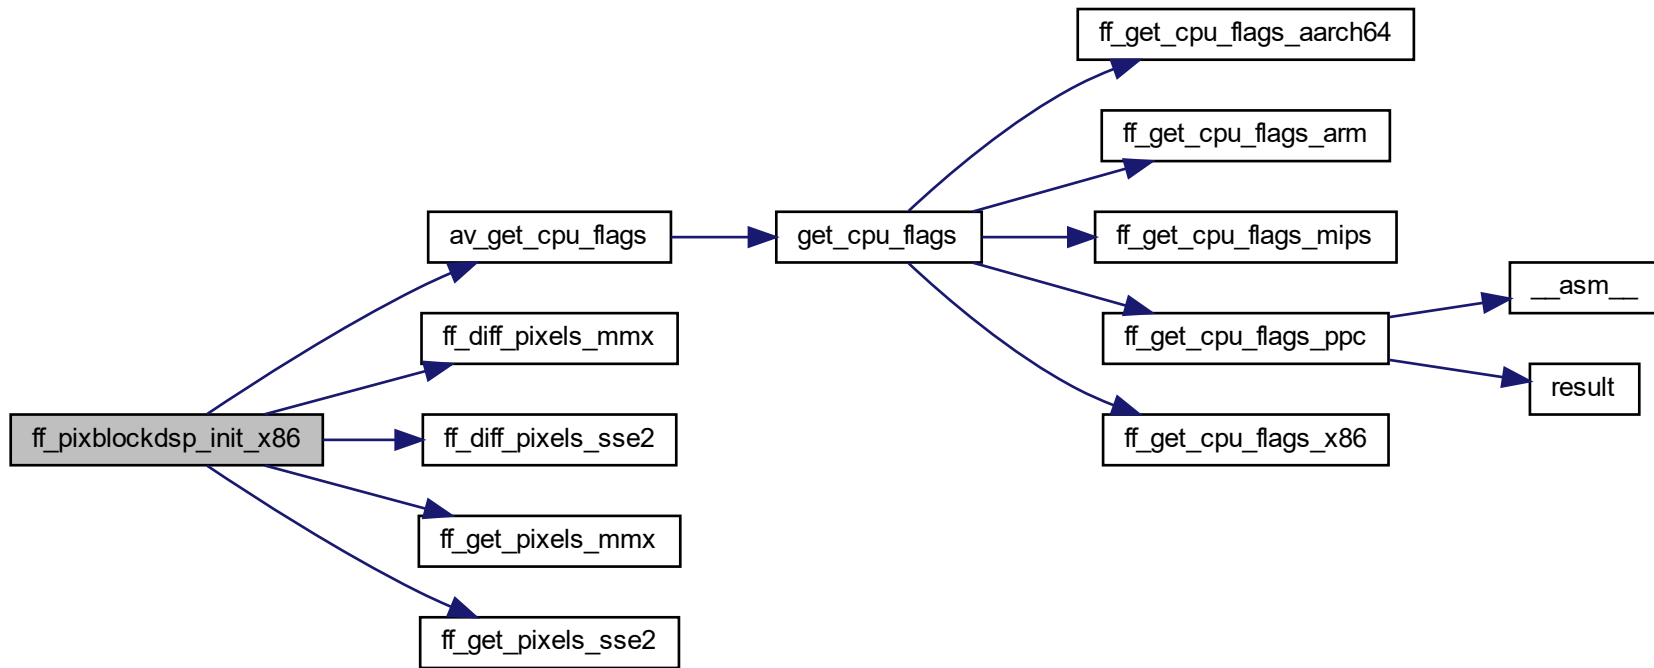 ff_get_cpu_flags_aarch64
ff_get_cpu_flags_arm
av_get_cpu_flags
get_cpu_flags
ff_get_cpu_flags_mips
__asm__
ff_diff_pixels_mmx
ff_get_cpu_flags_ppc
result
ff_pixblockdsp_init_x86
ff_diff_pixels_sse2
ff_get_cpu_flags_x86
ff_get_pixels_mmx
ff_get_pixels_sse2